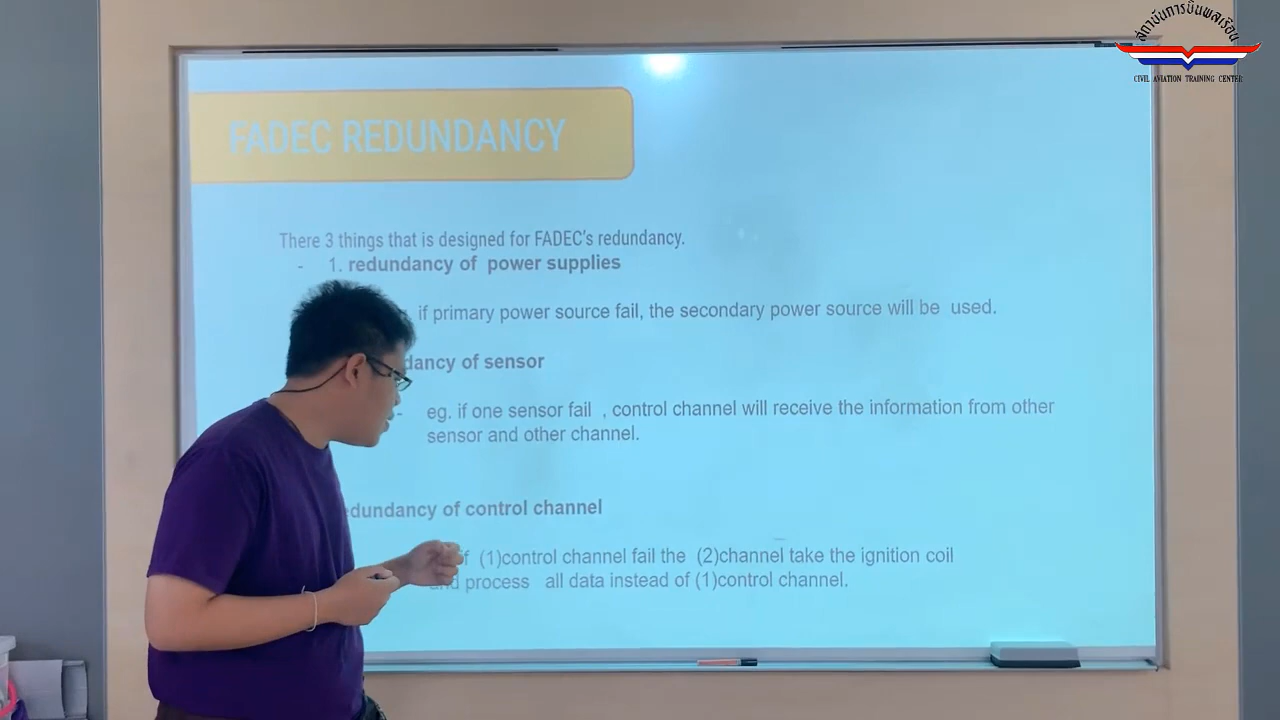 สถาบันการบินพลเรือน
CIVIL AVIATION TRAINING CENTER
FADEC REDUNDANCY
There 3 things that is designed for FADEC's redundancy.
- 1. redundancy of power supplies
if primary power source fail, the secondary power source will be used.
of sensor
- eg. if one sensor fail , control channel will receive the information from other
sensor and other channel.
of control channel
if (1)control channel fail the (2)channel take the ignition coil
and process all data instead of (1)control channel.